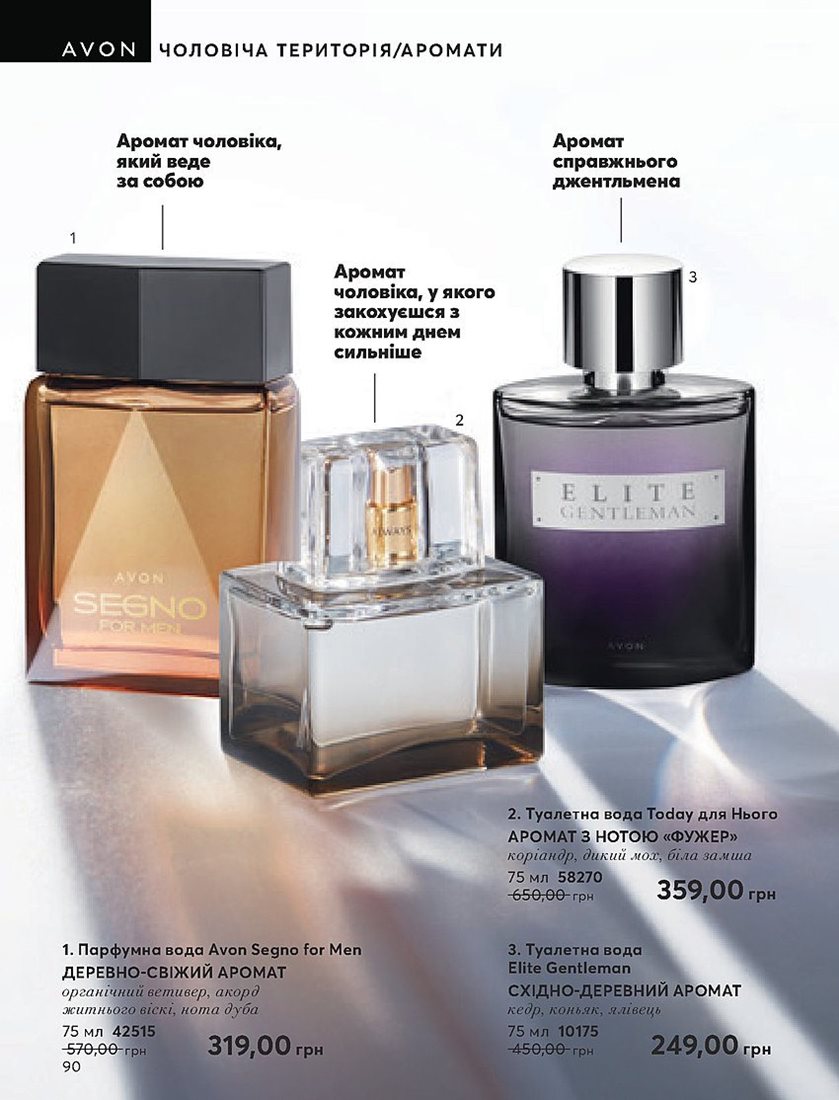 AVON ЧОЛОВІЧА ТЕРИТОРІЯ/АРОМАТИ
Аромат чоловіка,
який веде
за собою
1
Аромат
чоловіка, у якого
закохуєшся з
кожним днем
сильніше
2
Аромат
справжнього
джентльмена
3
AVON
SEGNO
FOR MEN
ALWAYS
ELITE
GENTLEMAN
AVON
2. Туалетна вода Today для Нього
АРОМАТ З НОТОЮ «ФУЖЕР»
коріандр, дикий мох, біла замша
75 мл 58270
650,00 грн 359,00 грн
1. Парфумна вода Avon Segno for Men
ДЕРЕВНО-СВІЖИЙ АРОМАТ
органічний ветивер, акорд
житнього віскі, нота дуба
75 мл 42515
570,00 грн 319,00 грн
3. Туалетна вода
Elite Gentleman
СХІДНО-ДЕРЕВНИЙ АРОМАТ
кедр, коньяк, ялівець
75 мл 10175
450,00 грн 249,00 грн
90